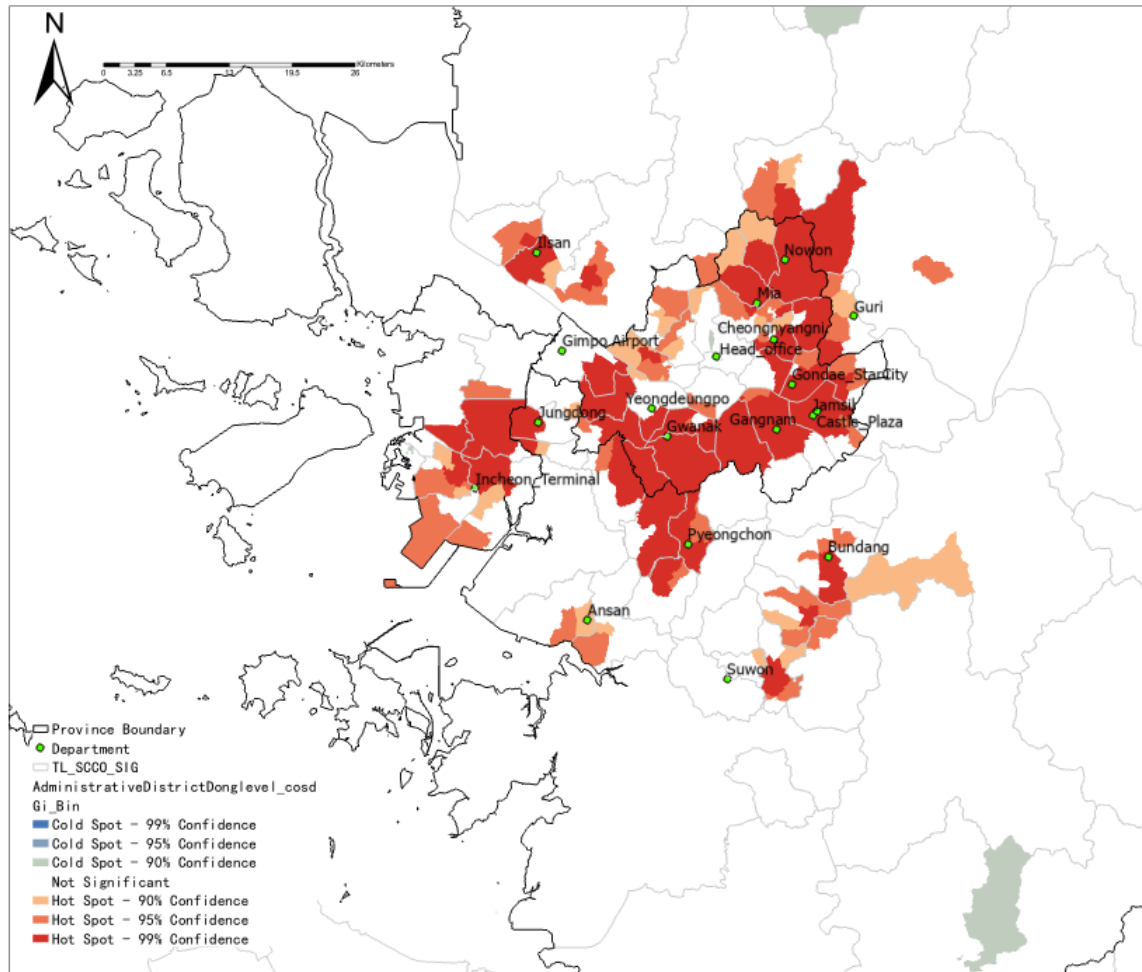 N
Kilometers
0 3.25 6.5 13 19.5 26
Ilsan
Nowon
Mia
Guri
Cheongnyangni
Gimpo Airport
Head_office
Gondae_StarCity
Yeongdeungpo
Jamsil
Jungdong
Gangnam
Castle_Plaza
Gwanak
Incheon_Terminal
Pyeongchon
Bundang
Ansan
Suwon
Province Boundary
Department
TL_SCCO_SIG
AdministrativeDistrictDonglevel_cosd
Gi_Bin
Cold Spot - 99% Confidence
Cold Spot - 95% Confidence
Cold Spot - 90% Confidence
Not Significant
Hot Spot - 90% Confidence
Hot Spot - 95% Confidence
Hot Spot - 99% Confidence